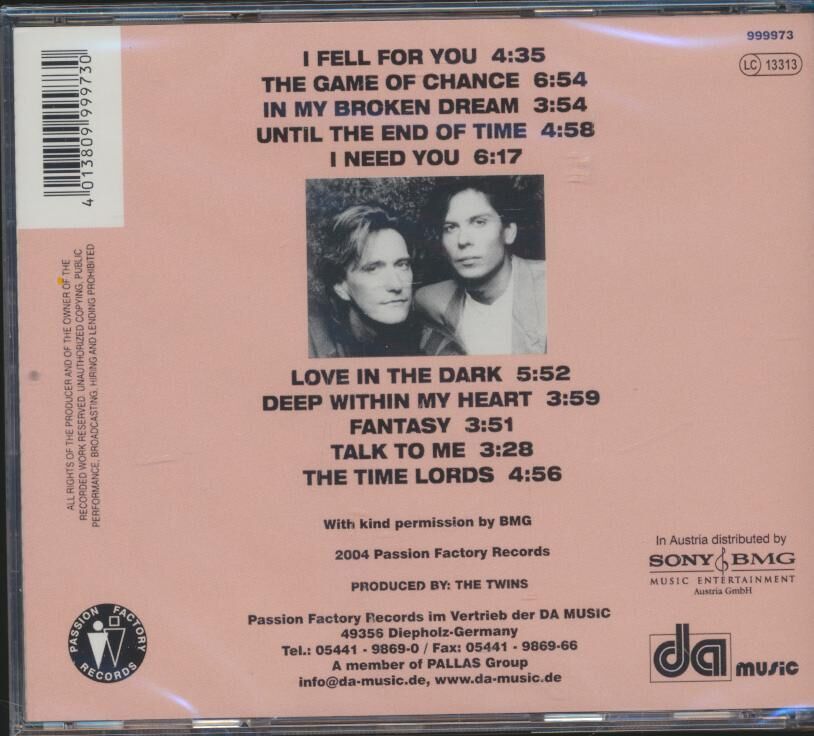 999973
LC 13313
4 013809 999730
I FELL FOR YOU 4:35
THE GAME OF CHANCE 6:54
IN MY BROKEN DREAM 3:54
UNTIL THE END OF TIME 4:58
I NEED YOU 6:17
LOVE IN THE DARK 5:52
DEEP WITHIN MY HEART 3:59
FANTASY 3:51
TALK TO ME 3:28
THE TIME LORDS 4:56
With kind permission by BMG
2004 Passion Factory Records
PRODUCED BY: THE TWINS
Passion Factory Records im Vertrieb der DA MUSIC
49356 Diepholz-Germany
Tel.: 05441 - 9869-0 / Fax: 05441 - 9869-66
A member of PALLAS Group
info@da-music.de, www.da-music.de
ALL RIGHTS OF THE PRODUCER AND OF THE OWNER OF THE
RECORDED WORK RESERVED. UNAUTHORIZED COPYING, PUBLIC
PERFORMANCE, BROADCASTING, HIRING AND LENDING PROHIBITED
PASSION FACTORY
RECORDS
In Austria distributed by
SONY BMG
MUSIC ENTERTAINMENT
Austria GmbH
da music